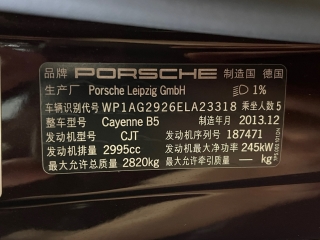 品牌 PORSCHE 制造国 德国
生产厂 Porsche Leipzig GmbH 1%
车辆识别代号 WP1AG2926ELA23318 乘坐人数 5
整车型号 Cayenne B5 制造年月 2013.12
发动机型号 CJT 发动机序列号 187471
发动机排量 2995cc 发动机最大净功率 245kW
最大允许总质量 2820kg 最大允许牵引质量 — kg